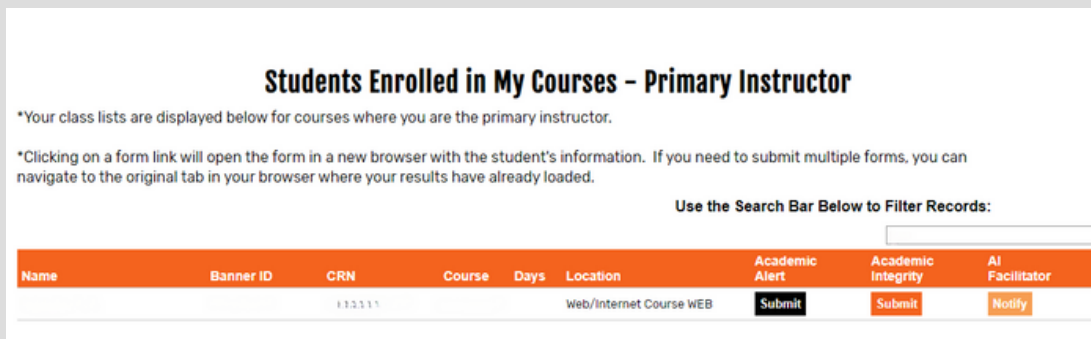 Students Enrolled in My Courses – Primary Instructor
*Your class lists are displayed below for courses where you are the primary instructor.
*Clicking on a form link will open the form in a new browser with the student's information.  If you need to submit multiple forms, you can
navigate to the original tab in your browser where your results have already loaded.
Use the Search Bar Below to Filter Records:
Name Banner ID CRN Course Days Location Academic Alert Academic Integrity AI Facilitator
Web/Internet Course WEB Submit Submit Notify